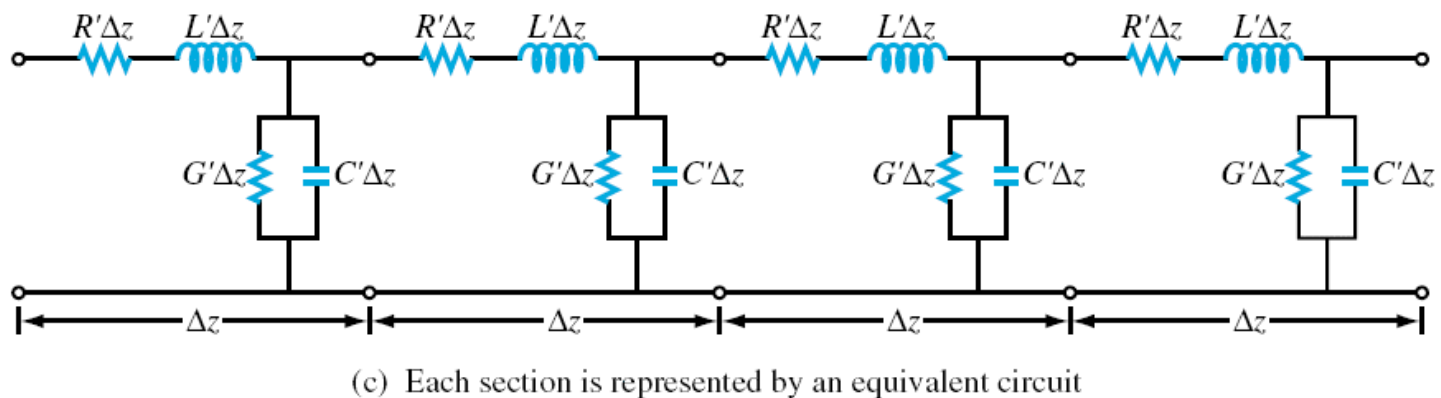 R'Δz L'Δz R'Δz L'Δz R'Δz L'Δz R'Δz L'Δz
G'Δz C'Δz G'Δz C'Δz G'Δz C'Δz G'Δz C'Δz
Δz Δz Δz Δz
(c) Each section is represented by an equivalent circuit